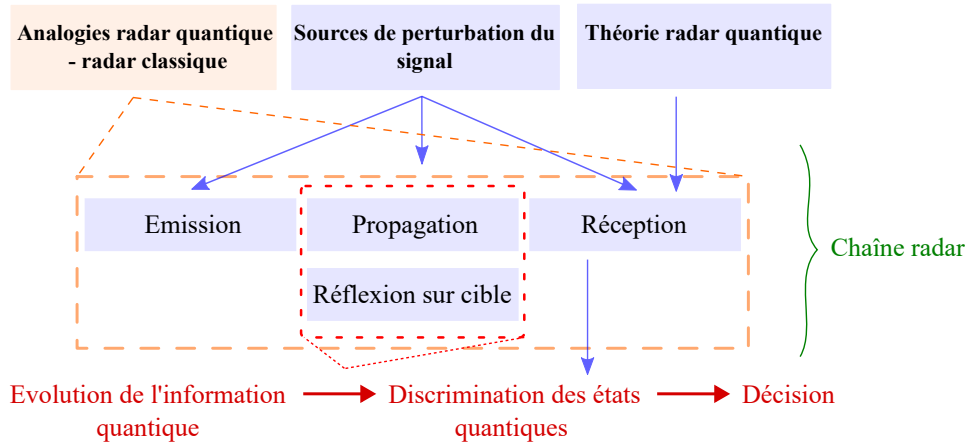 Analogies radar quantique
- radar classique
Sources de perturbation du
signal
Théorie radar quantique
Emission
Propagation
Réception
Réflexion sur cible
Chaîne radar
Evolution de l'information
quantique
Discrimination des états
quantiques
Décision